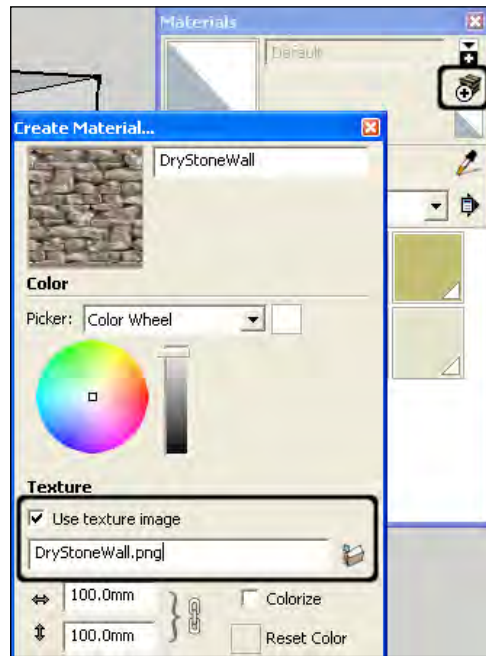 Materials
Default
Create Material...
DryStoneWall
Color
Picker: Color Wheel
Texture
Use texture image
DryStoneWall.png
100.0mm
Colorize
100.0mm
Reset Color